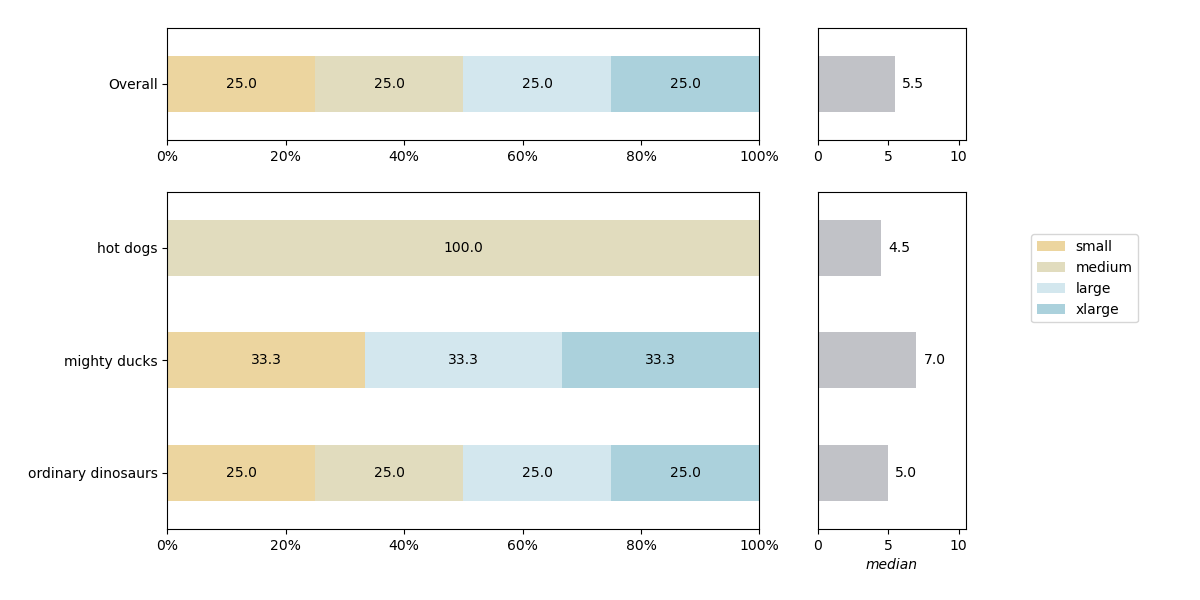 Overall 25.0 25.0 25.0 25.0 5.5
0% 20% 40% 60% 80% 100% 0 5 10
hot dogs 100.0 4.5
small
medium
large
xlarge
mighty ducks 33.3 33.3 33.3 7.0
ordinary dinosaurs 25.0 25.0 25.0 25.0 5.0
0% 20% 40% 60% 80% 100% 0 5 10
median